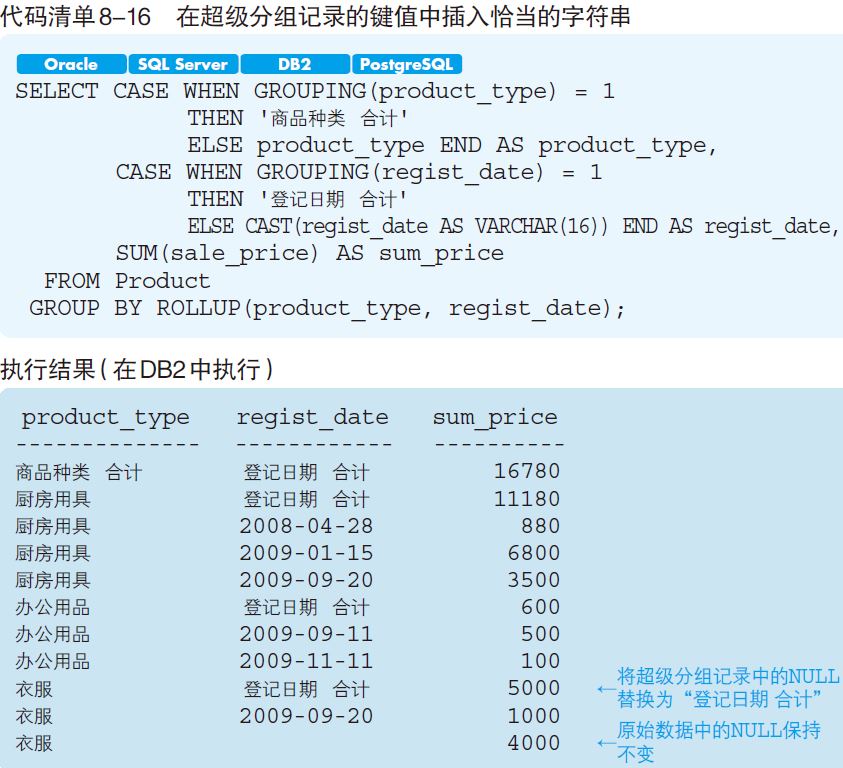 代码清单8-16 在超级分组记录的键值中插入恰当的字符串
Oracle SQL Server DB2 PostgreSQL
SELECT CASE WHEN GROUPING(product_type) = 1
THEN '商品种类 合计'
ELSE product_type END AS product_type,
CASE WHEN GROUPING(regist_date) = 1
THEN '登记日期 合计'
ELSE CAST(regist_date AS VARCHAR(16)) END AS regist_date,
SUM(sale_price) AS sum_price
FROM Product
GROUP BY ROLLUP(product_type, regist_date);
执行结果(在DB2中执行)
product_type regist_date sum_price
-------------- ------------ ----------
商品种类 合计 登记日期 合计 16780
厨房用具 登记日期 合计 11180
厨房用具 2008-04-28 880
厨房用具 2009-01-15 6800
厨房用具 2009-09-20 3500
办公用品 登记日期 合计 600
办公用品 2009-09-11 500
办公用品 2009-11-11 100
衣服 登记日期 合计 5000
←将超级分组记录中的NULL
替换为“登记日期 合计”
衣服 2009-09-20 1000
衣服 4000
←原始数据中的NULL保持
不变